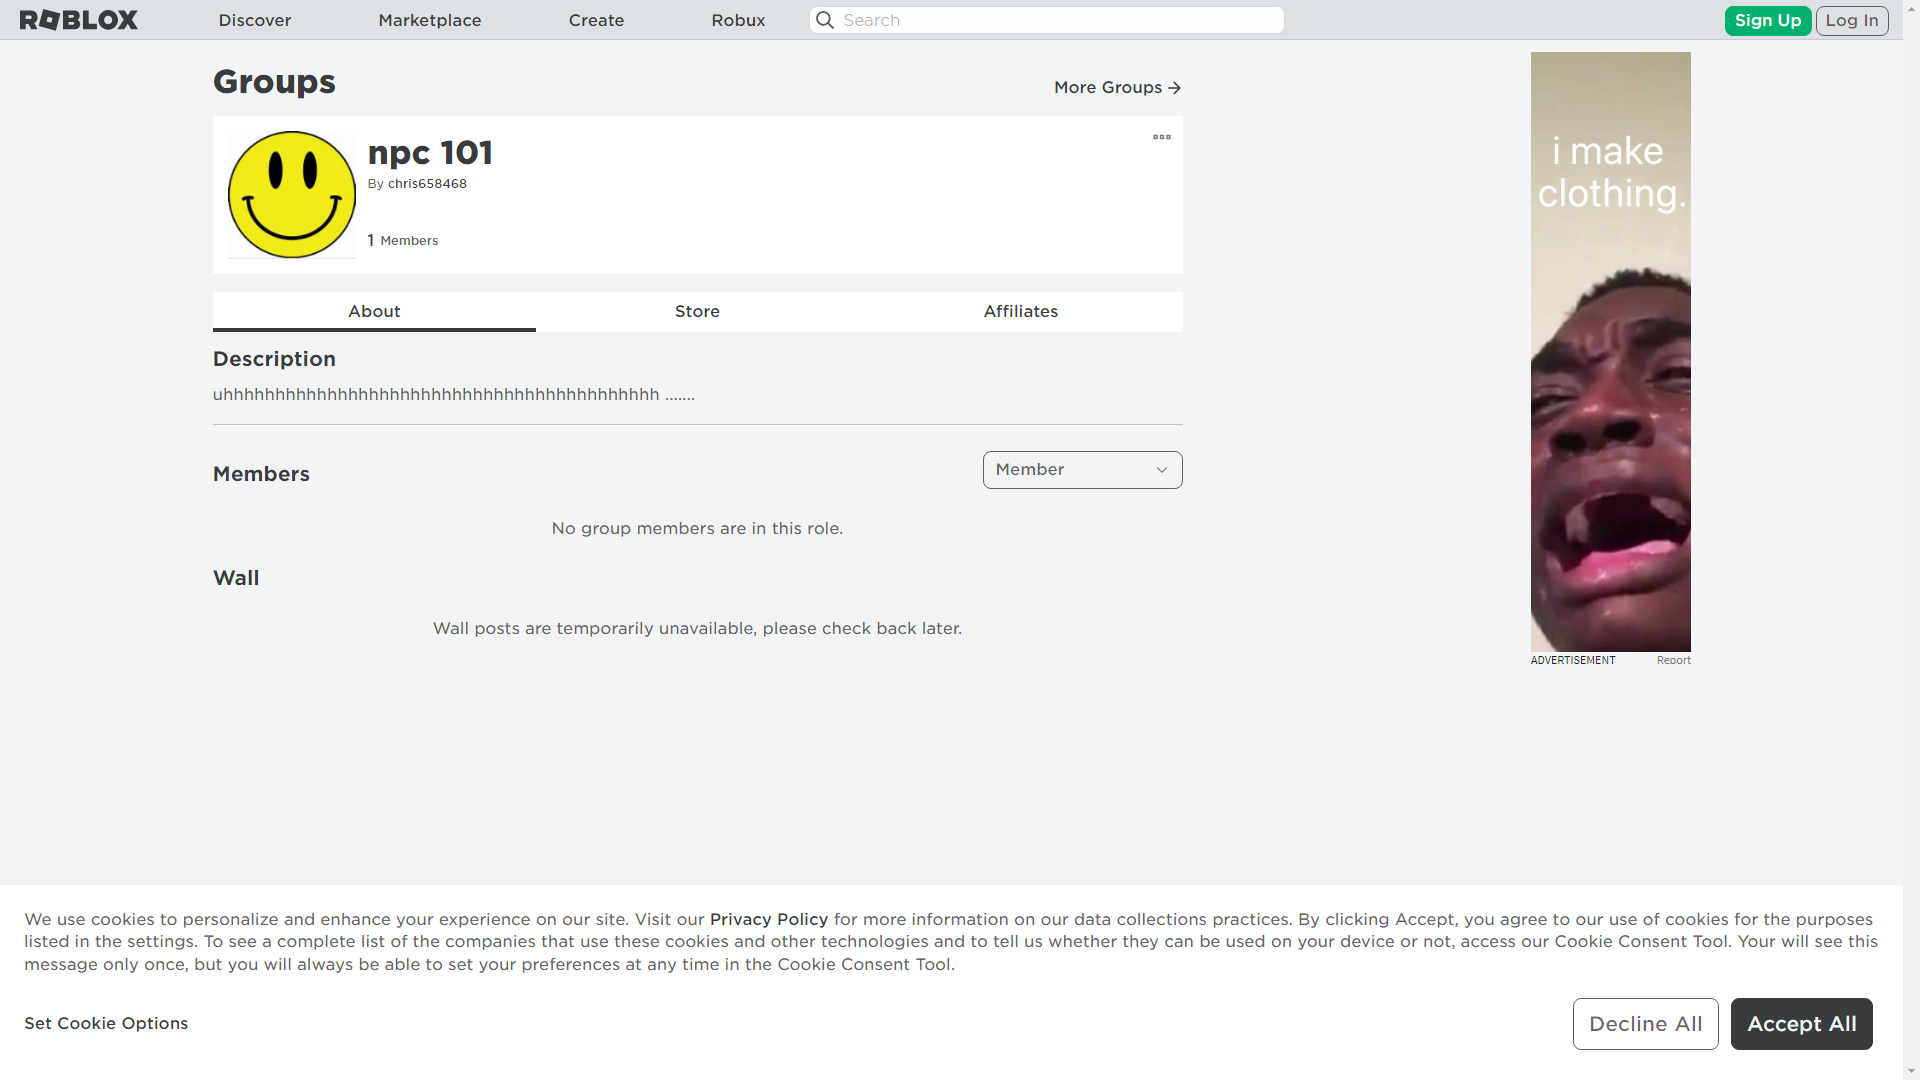 ROBLOX
Discover
Marketplace
Create
Robux
Search
Sign Up
Log In
Groups
More Groups
npc 101
By chris658468
1 Members
About
Store
Affiliates
Description
uhhhhhhhhhhhhhhhhhhhhhhhhhhhhhhhhhhhhhhhhh .......
Members
Member
No group members are in this role.
Wall
Wall posts are temporarily unavailable, please check back later.
i make
clothing.
ADVERTISEMENT
Report
We use cookies to personalize and enhance your experience on our site. Visit our Privacy Policy for more information on our data collections practices. By clicking Accept, you agree to our use of cookies for the purposes
listed in the settings. To see a complete list of the companies that use these cookies and other technologies and to tell us whether they can be used on your device or not, access our Cookie Consent Tool. Your will see this
message only once, but you will always be able to set your preferences at any time in the Cookie Consent Tool.
Set Cookie Options
Decline All
Accept All